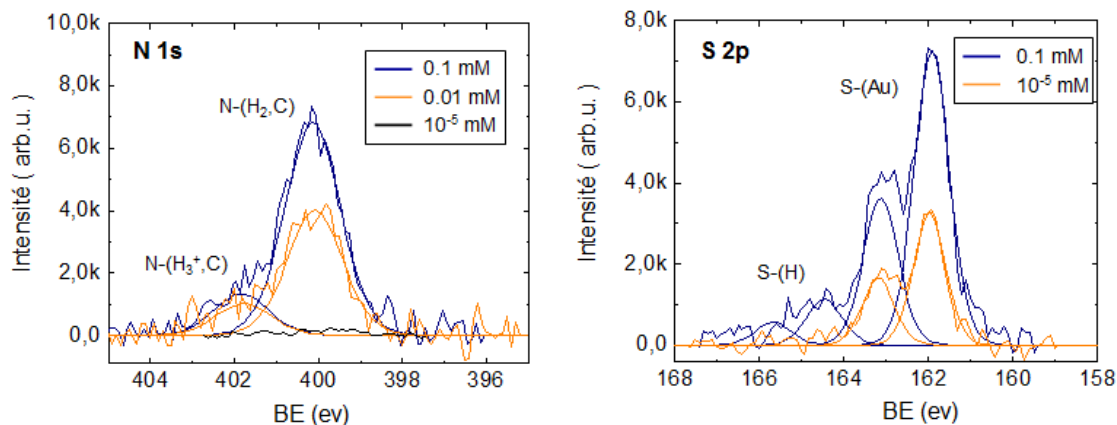 N 1s
0.1 mM
0.01 mM
10⁻⁵ mM
N-(H₂,C)
N-(H₃⁺,C)
10,0k
8,0k
6,0k
4,0k
2,0k
0,0
Intensité ( arb.u. )
404 402 400 398 396
BE (ev)
S 2p
0.1 mM
10⁻⁵ mM
S-(Au)
S-(H)
8,0k
6,0k
4,0k
2,0k
0,0
Intensité ( arb.u. )
168 166 164 162 160 158
BE (ev)